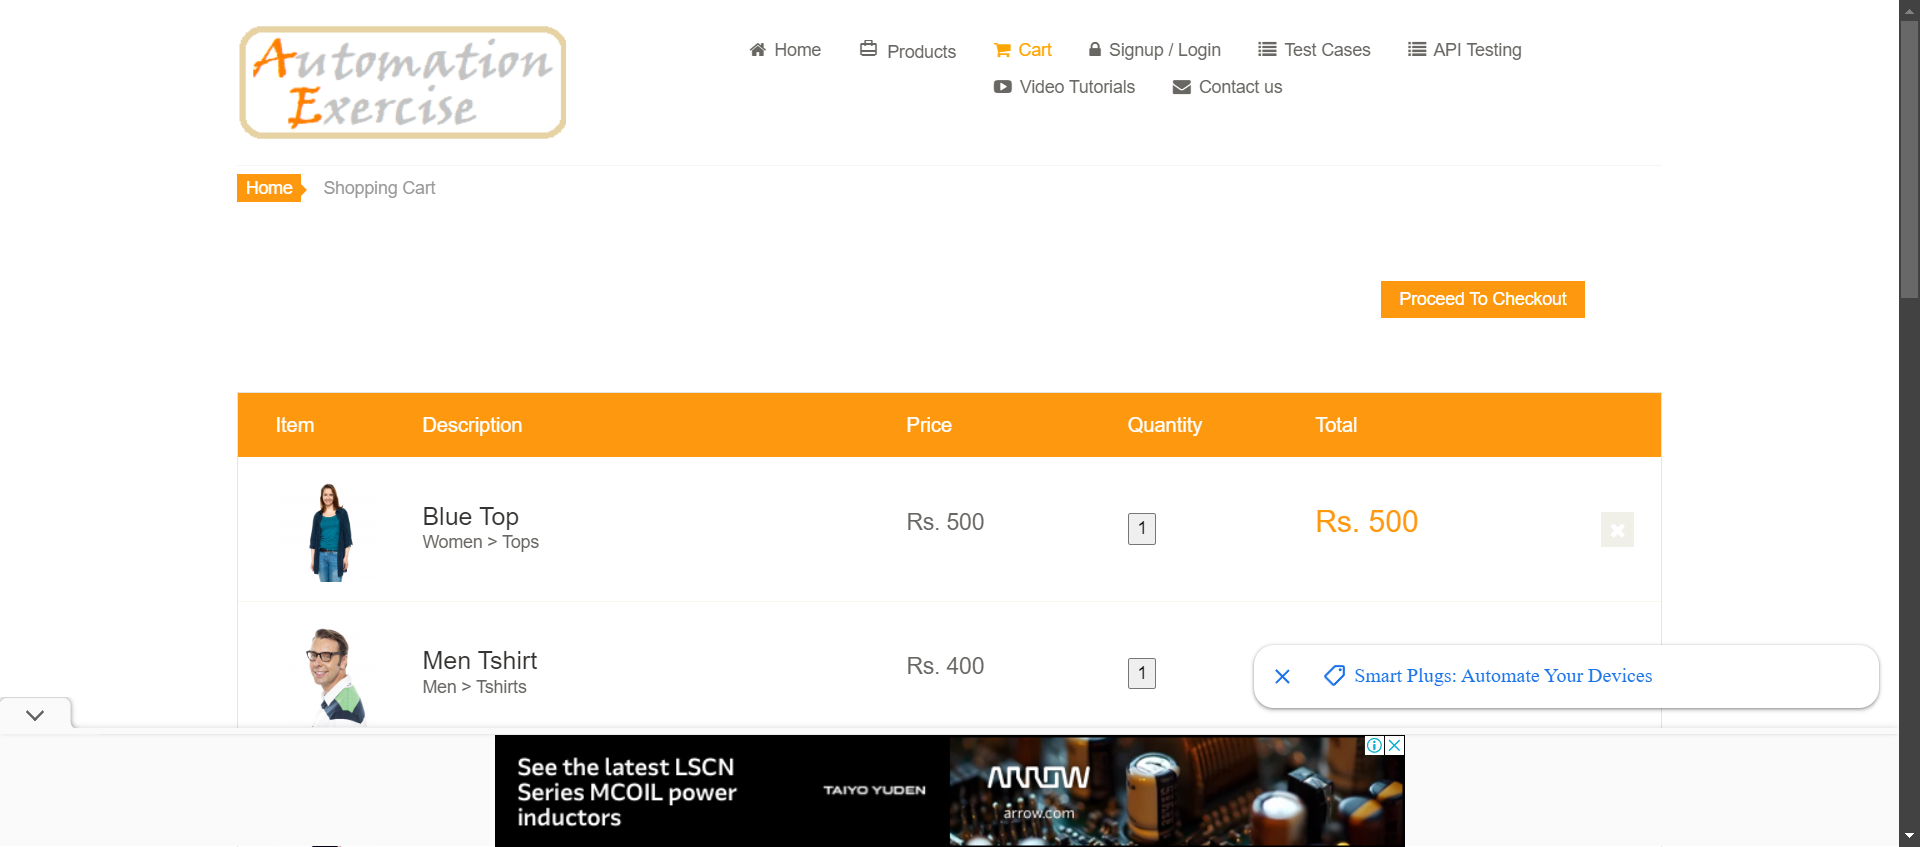 Automation
Exercise
Home
Products
Cart
Signup / Login
Test Cases
API Testing
Video Tutorials
Contact us
Home
Shopping Cart
Proceed To Checkout
Item Description Price Quantity Total
Blue Top
Women > Tops
Rs. 500
1
Rs. 500
Men Tshirt
Men > Tshirts
Rs. 400
1
Smart Plugs: Automate Your Devices
See the latest LSCN
Series MCOIL power
inductors
TAIYO YUDEN
ARROW
arrow.com